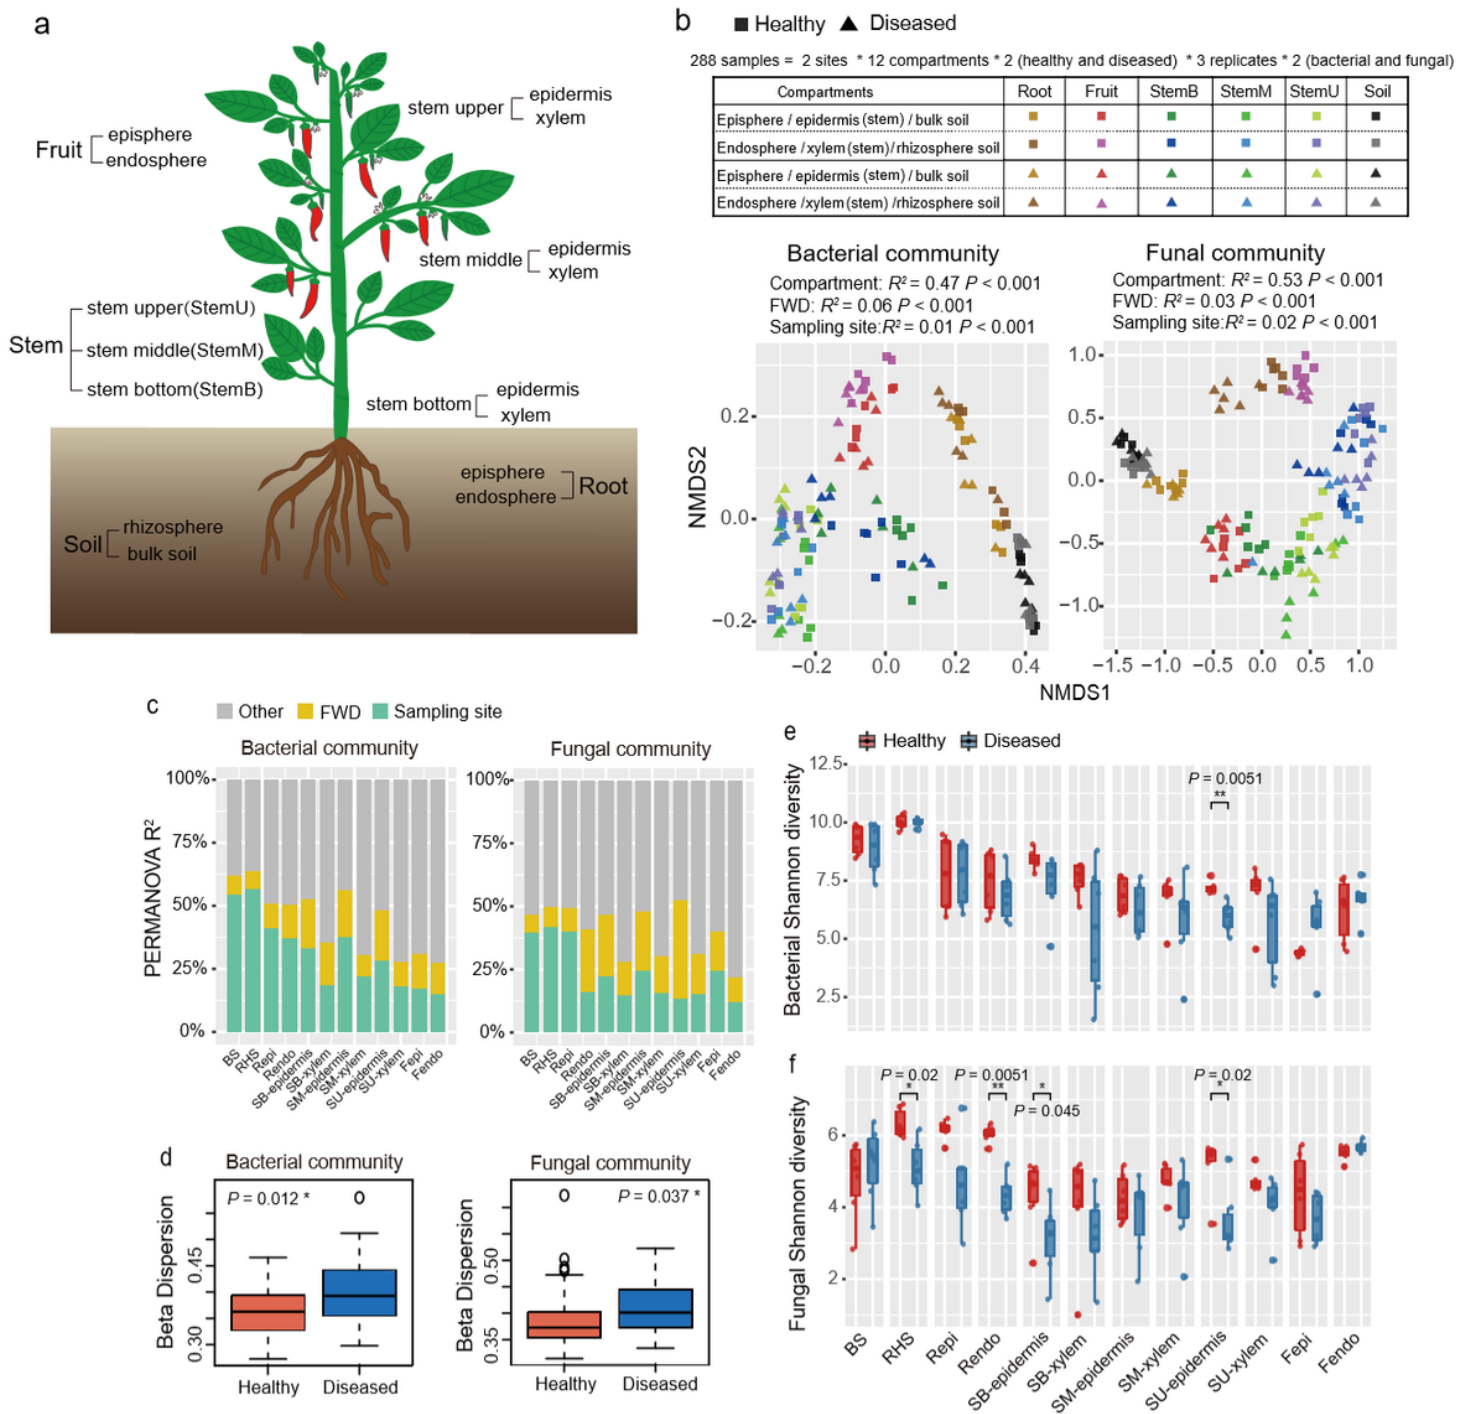 a
stem upper
epidermis
xylem
Fruit
episphere
endosphere
stem middle
epidermis
xylem
Stem
stem upper(StemU)
stem middle(StemM)
stem bottom(StemB)
stem bottom
epidermis
xylem
episphere
endosphere
Root
Soil
rhizosphere
bulk soil
b
Healthy
Diseased
288 samples = 2 sites * 12 compartments * 2 (healthy and diseased) * 3 replicates * 2 (bacterial and fungal)
Compartments Root Fruit StemB StemM StemU Soil
Episphere / epidermis (stem) / bulk soil
Endosphere /xylem (stem)/ rhizosphere soil
Episphere / epidermis (stem) / bulk soil
Endosphere /xylem (stem) /rhizosphere soil
Bacterial community
Compartment: R² = 0.47 P < 0.001
FWD: R² = 0.06 P < 0.001
Sampling site:R² = 0.01 P < 0.001
Funal community
Compartment: R² = 0.53 P < 0.001
FWD: R² = 0.03 P < 0.001
Sampling site:R² = 0.02 P < 0.001
NMDS2
0.2
0.0
−0.2
−0.2 0.0 0.2 0.4
1.0
0.5
0.0
−0.5
−1.0
−1.5 −1.0 −0.5 0.0 0.5 1.0
NMDS1
c
Other FWD Sampling site
Bacterial community
Fungal community
PERMANOVA R²
100%
75%
50%
25%
0%
BS RHS Repi Rendo SB-epidermis SB-xylem SM-epidermis SM-xylem SU-epidermis SU-xylem Fepi Fendo
100%
75%
50%
25%
0%
BS RHS Repi Rendo SB-epidermis SB-xylem SM-epidermis SM-xylem SU-epidermis SU-xylem Fepi Fendo
d
Bacterial community
P = 0.012 *
Beta Dispersion
0.45
0.30
Healthy Diseased
Fungal community
P = 0.037 *
Beta Dispersion
0.50
0.35
Healthy Diseased
e
Healthy Diseased
Bacterial Shannon diversity
12.5
10.0
7.5
5.0
2.5
P = 0.0051
**
f
Fungal Shannon diversity
6
4
2
P = 0.02
*
P = 0.0051
**
*
P = 0.045
P = 0.02
*
BS RHS Repi Rendo SB-epidermis SB-xylem SM-epidermis SM-xylem SU-epidermis SU-xylem Fepi Fendo